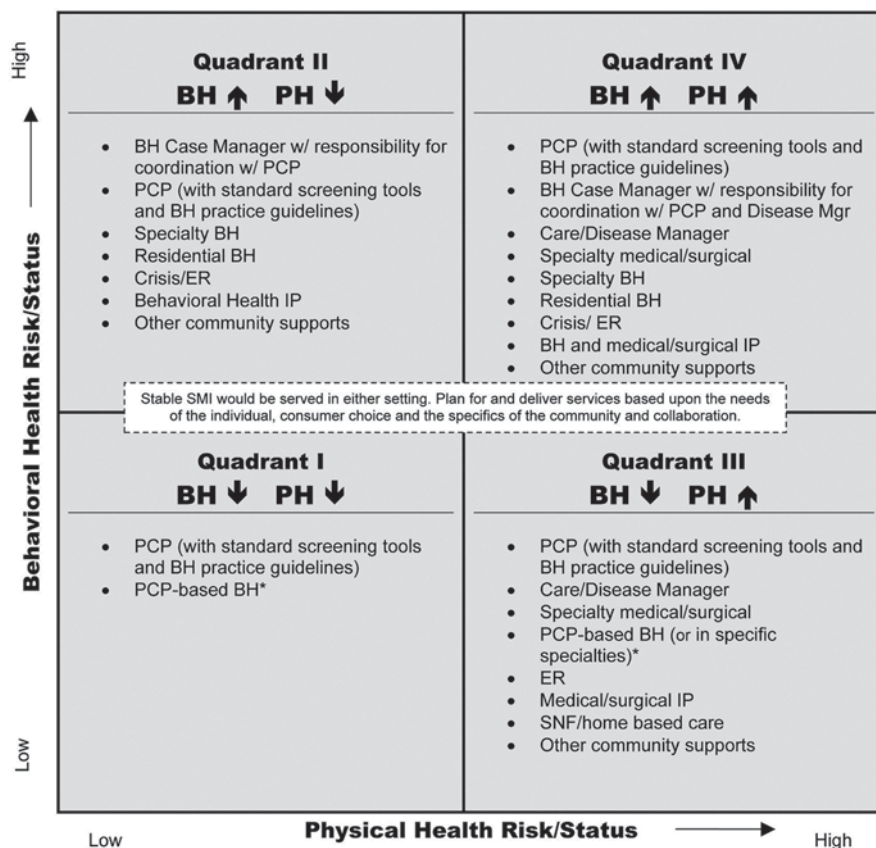 High
Behavioral Health Risk/Status
Low
Quadrant II
BH ↑ PH ↓
• BH Case Manager w/ responsibility for
coordination w/ PCP
• PCP (with standard screening tools
and BH practice guidelines)
• Specialty BH
• Residential BH
• Crisis/ER
• Behavioral Health IP
• Other community supports
Quadrant IV
BH ↑ PH ↑
• PCP (with standard screening tools and
BH practice guidelines)
• BH Case Manager w/ responsibility for
coordination w/ PCP and Disease Mgr
• Care/Disease Manager
• Specialty medical/surgical
• Specialty BH
• Residential BH
• Crisis/ ER
• BH and medical/surgical IP
• Other community supports
Stable SMI would be served in either setting. Plan for and deliver services based upon the needs
of the individual, consumer choice and the specifics of the community and collaboration.
Quadrant I
BH ↓ PH ↓
• PCP (with standard screening tools
and BH practice guidelines)
• PCP-based BH*
Quadrant III
BH ↓ PH ↑
• PCP (with standard screening tools and
BH practice guidelines)
• Care/Disease Manager
• Specialty medical/surgical
• PCP-based BH (or in specific
specialties)*
• ER
• Medical/surgical IP
• SNF/home based care
• Other community supports
Low
Physical Health Risk/Status
High